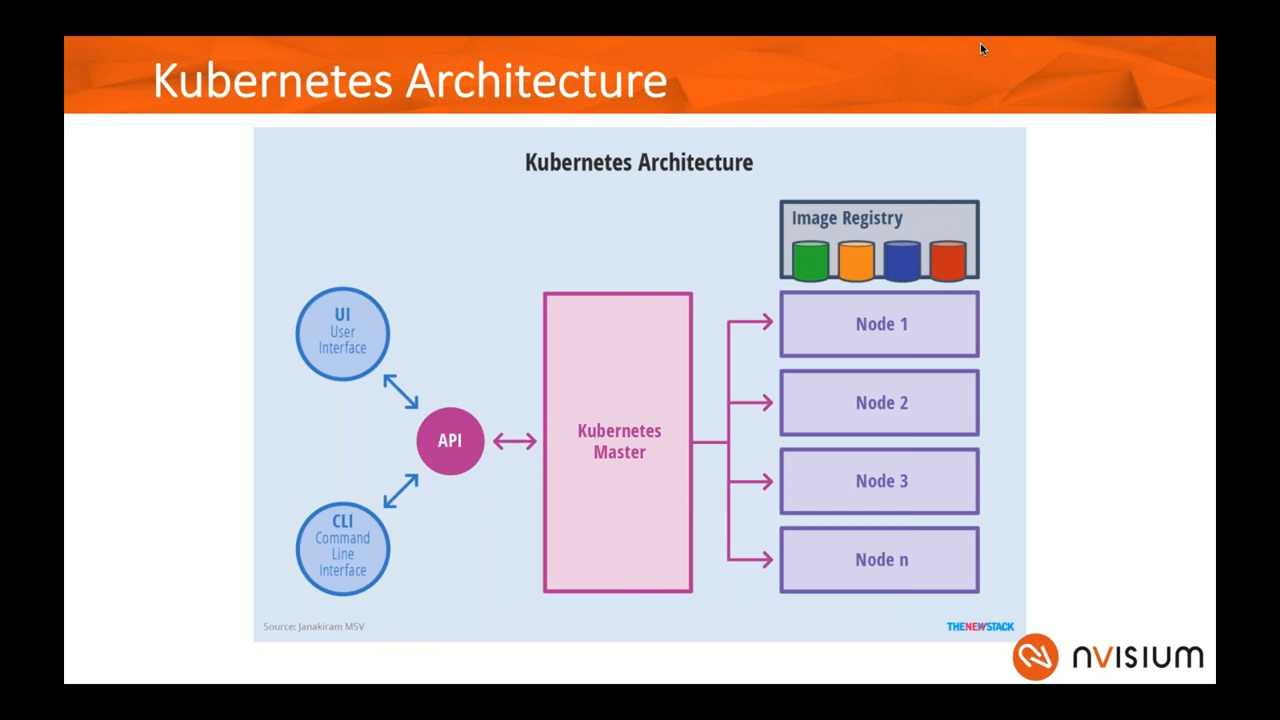 Kubernetes Architecture
Kubernetes Architecture
Image Registry
UI
User
Interface
API
CLI
Command
Line
Interface
Kubernetes
Master
Node 1
Node 2
Node 3
Node n
Source: Janakiram MSV
THENEWSTACK
nVISIUM